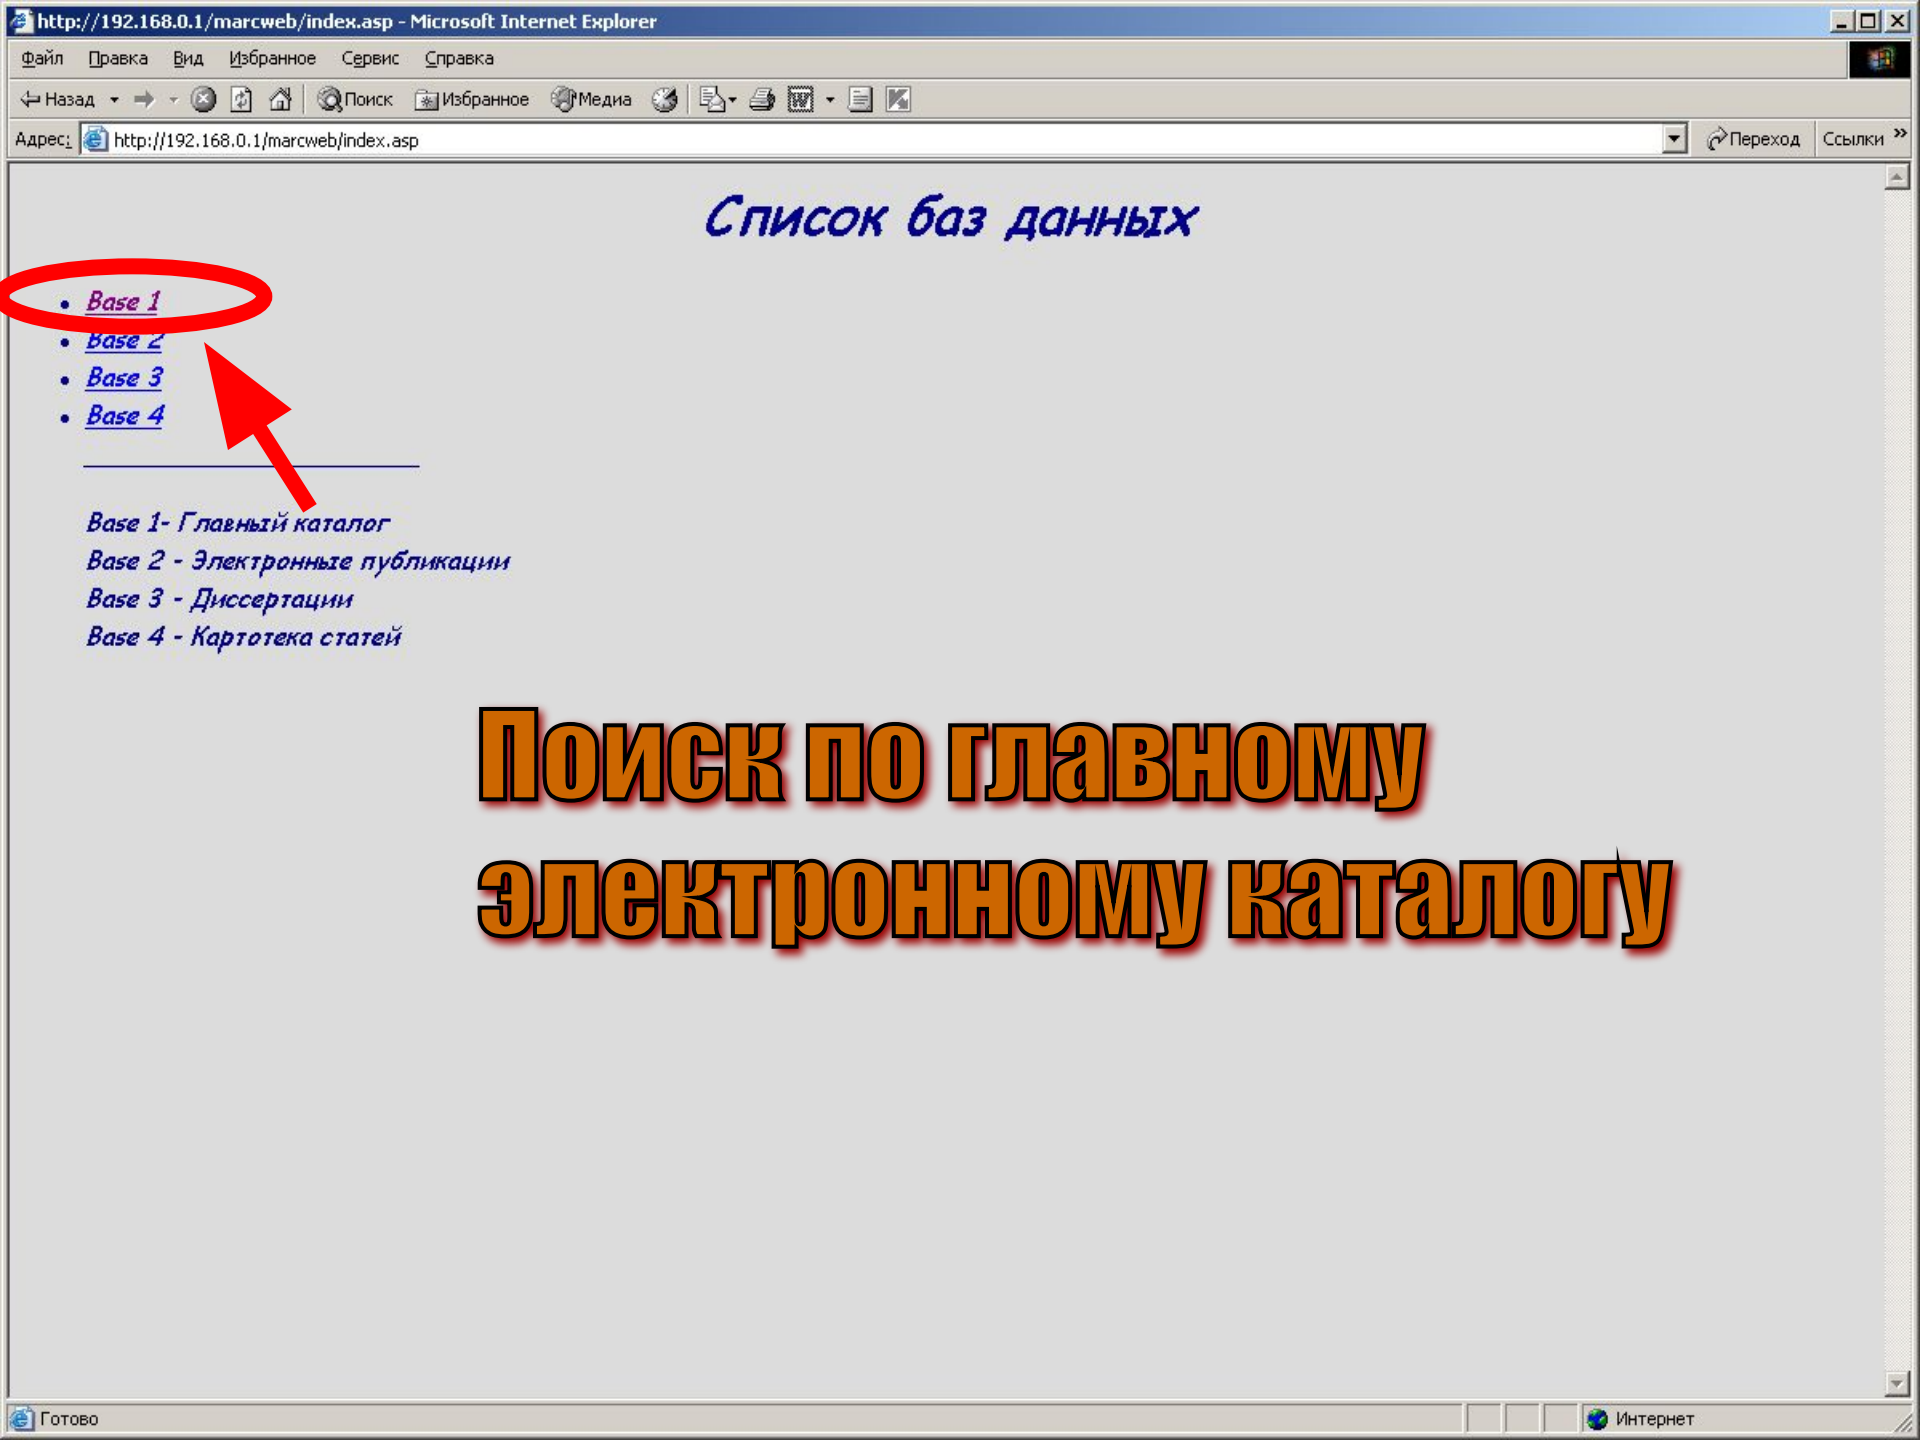 http://192.168.0.1/marcweb/index.asp - Microsoft Internet Explorer
Файл Правка Вид Избранное Сервис Справка
Назад Поиск Избранное Медиа
Адрес: http://192.168.0.1/marcweb/index.asp Переход Ссылки »
Список баз данных
• Base 1
• Base 2
• Base 3
• Base 4
Base 1- Главный каталог
Base 2 - Электронные публикации
Base 3 - Диссертации
Base 4 - Картотека статей
Поиск по главному
электронному каталогу
Готово Интернет